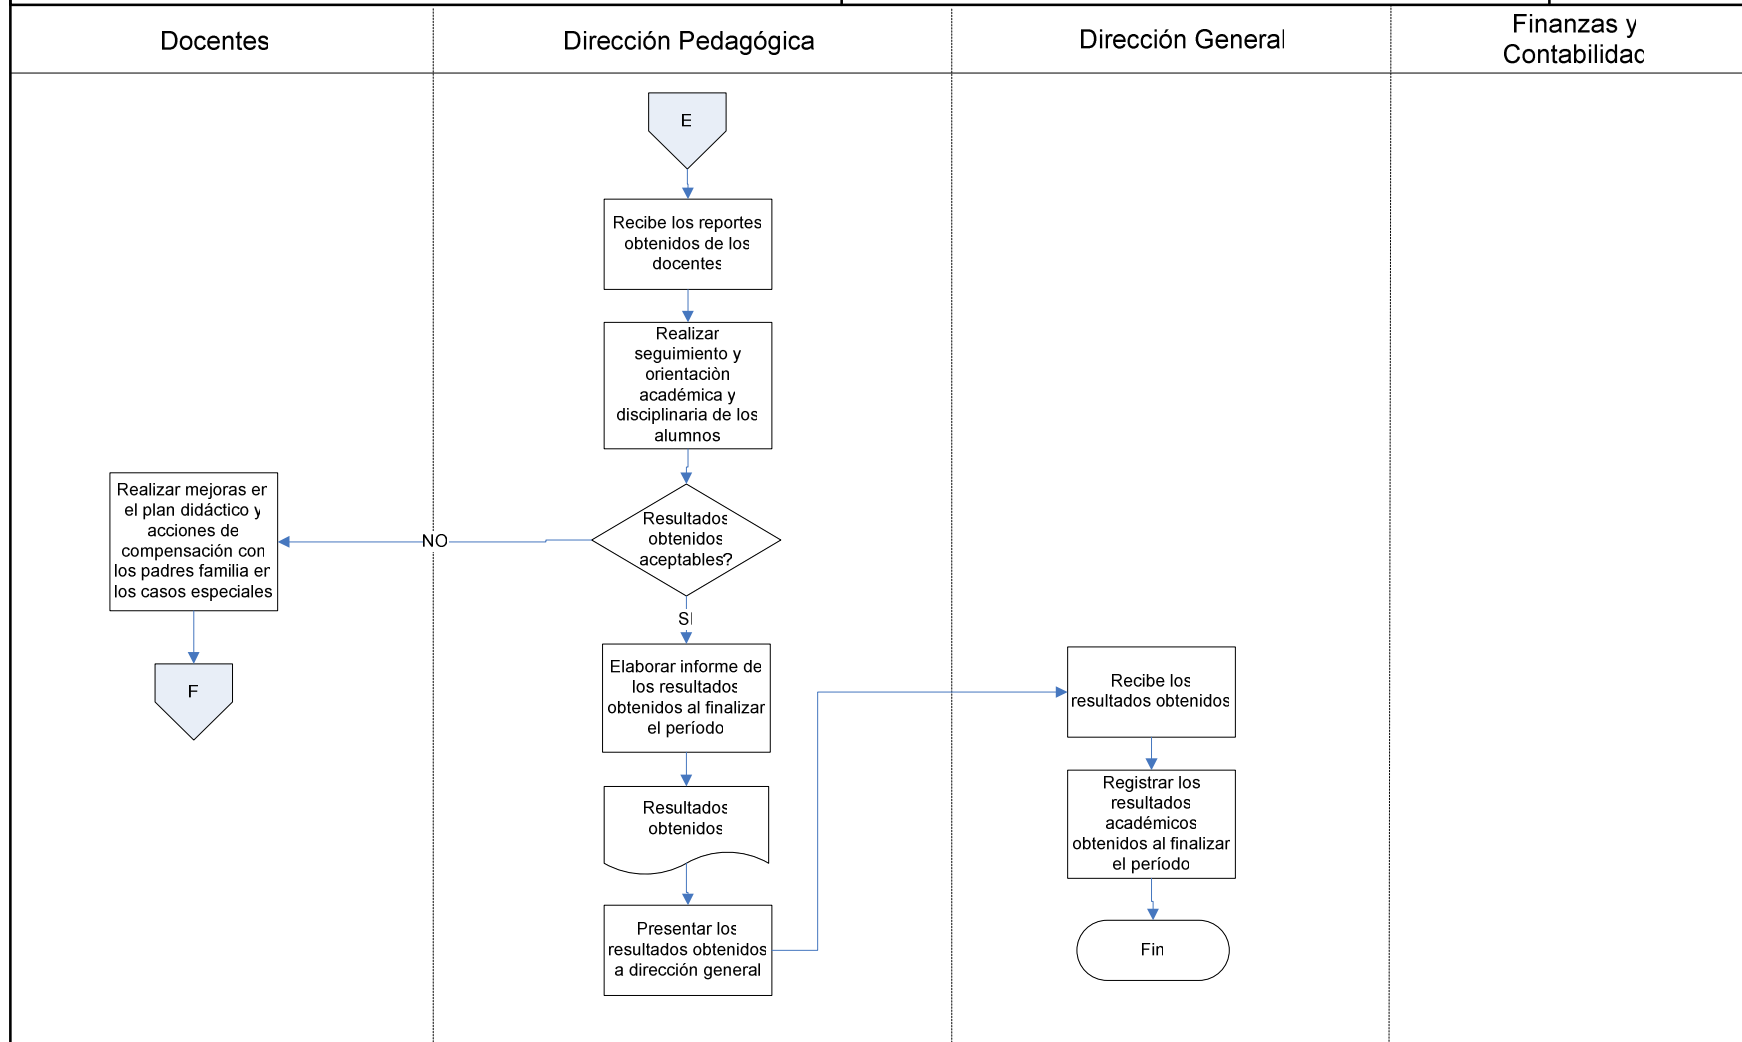 Docentes
Dirección Pedagógica
Dirección General
Finanzas y
Contabilidad
E
Recibe los reportes
obtenidos de los
docentes
Realizar
seguimiento y
orientaciòn
académica y
disciplinaria de los
alumnos
Resultados
obtenidos
aceptables?
NO
Realizar mejoras en
el plan didáctico y
acciones de
compensación con
los padres familia en
los casos especiales
F
SI
Elaborar informe de
los resultados
obtenidos al finalizar
el período
Resultados
obtenidos
Presentar los
resultados obtenidos
a dirección general
Recibe los
resultados obtenidos
Registrar los
resultados
académicos
obtenidos al finalizar
el período
Fin